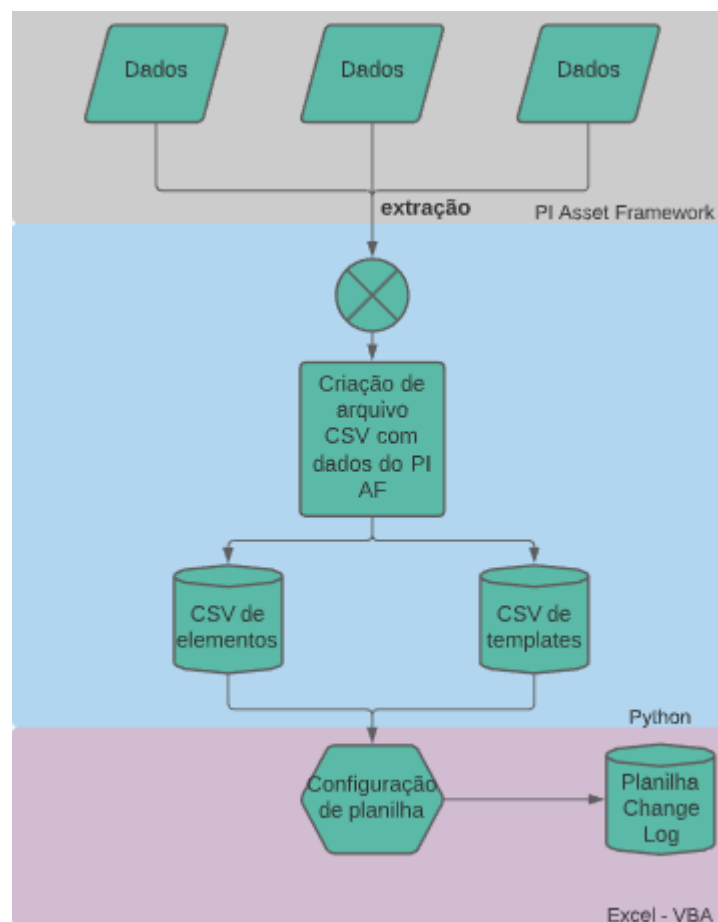 Dados
Dados
Dados
extração
PI Asset Framework
Criação de
arquivo
CSV com
dados do PI
AF
CSV de
elementos
CSV de
templates
Python
Configuração
de planilha
Planilha
Change
Log
Excel - VBA